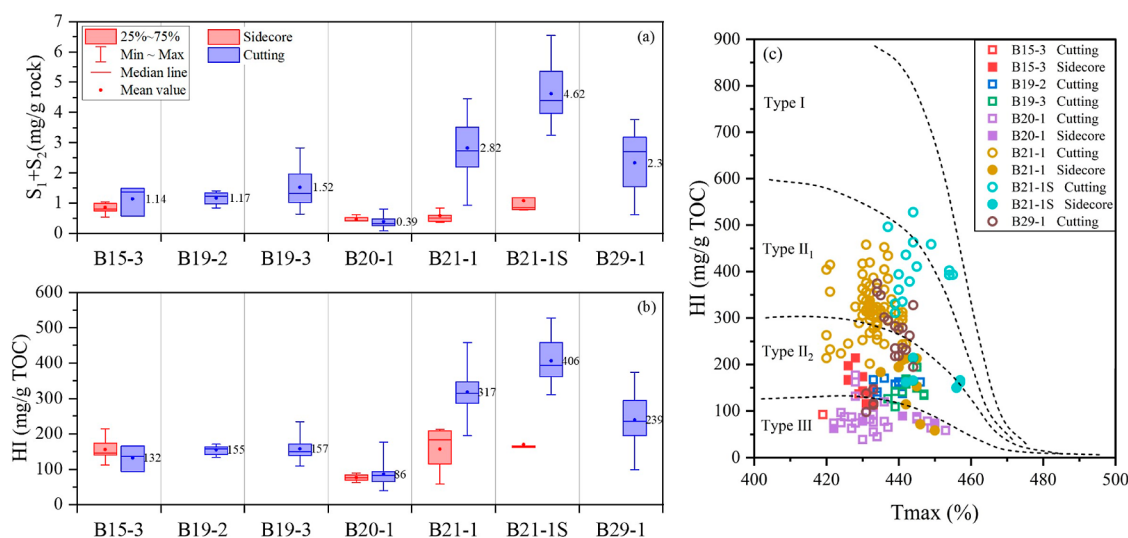 (a)
S₁+S₂(mg/g rock)
7
6
5
4
3
2
1
0
25%~75%
Min ~ Max
Median line
Mean value
Sidecore
Cutting
1.14
1.17
1.52
0.39
2.82
4.62
2.3
B15-3 B19-2 B19-3 B20-1 B21-1 B21-1S B29-1
(b)
HI (mg/g TOC)
600
500
400
300
200
100
0
132
155
157
86
317
406
239
B15-3 B19-2 B19-3 B20-1 B21-1 B21-1S B29-1
(c)
HI (mg/g TOC)
900
800
700
600
500
400
300
200
100
0
Type I
Type II₁
Type II₂
Type III
B15-3 Cutting
B15-3 Sidecore
B19-2 Cutting
B19-3 Cutting
B20-1 Cutting
B20-1 Sidecore
B21-1 Cutting
B21-1 Sidecore
B21-1S Cutting
B21-1S Sidecore
B29-1 Cutting
400 420 440 460 480 500
Tmax (%)